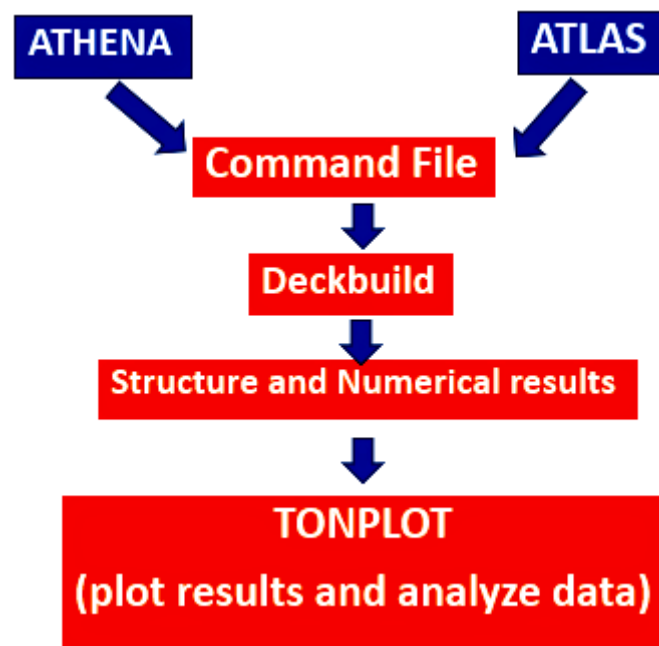 ATHENA
ATLAS
Command File
Deckbuild
Structure and Numerical results
TONPLOT
(plot results and analyze data)